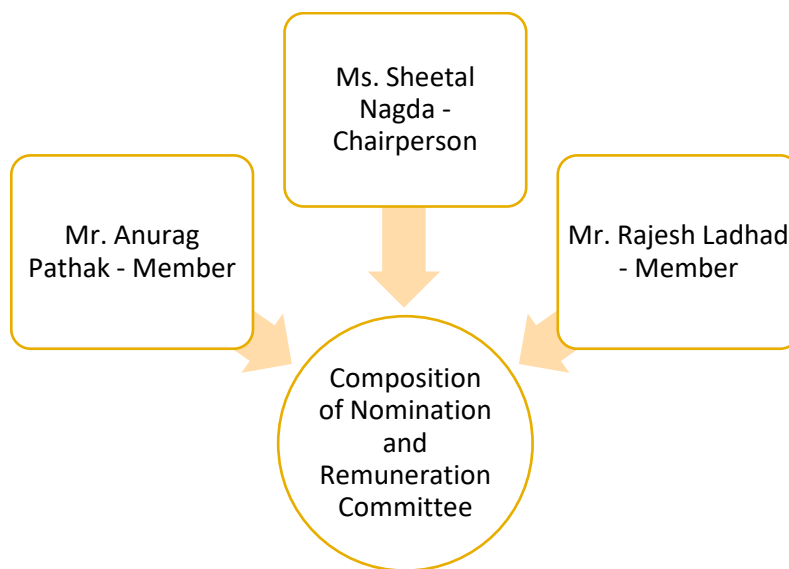 Ms. Sheetal
Nagda -
Chairperson
Mr. Anurag
Pathak - Member
Mr. Rajesh Ladhad
- Member
Composition
of Nomination
and
Remuneration
Committee